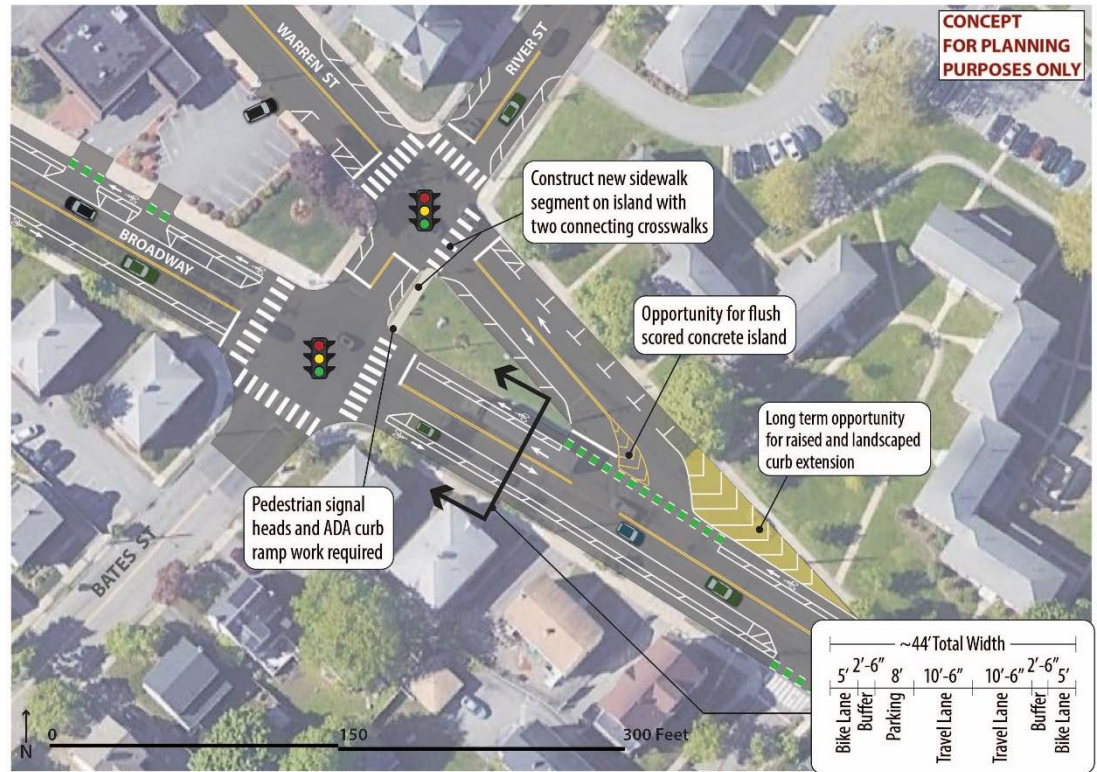 CONCEPT
FOR PLANNING
PURPOSES ONLY
WARREN ST
RIVER ST
Construct new sidewalk
segment on island with
two connecting crosswalks
BROADWAY
Opportunity for flush
scored concrete island
Long term opportunity
for raised and landscaped
curb extension
Pedestrian signal
heads and ADA curb
ramp work required
BATES ST
~44' Total Width
5' 2'-6" 8' 10'-6" 10'-6" 2'-6" 5'
Bike Lane
Buffer
Parking
Travel Lane
Travel Lane
Buffer
Bike Lane
N
0 150 300 Feet